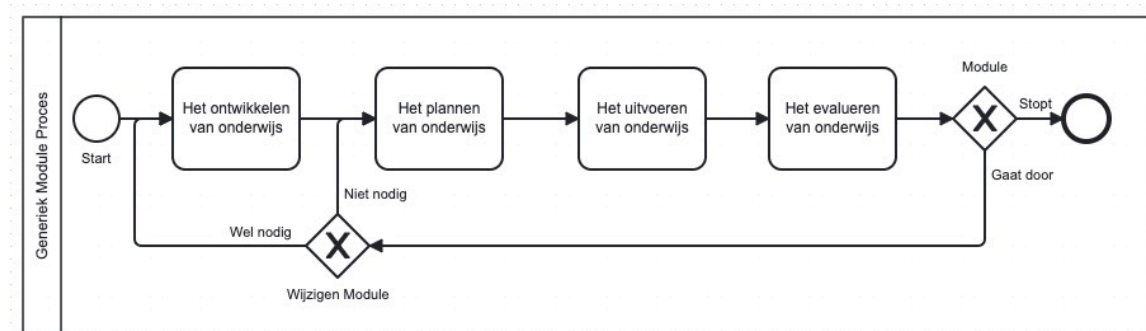 Generiek Module Proces
Start
Het ontwikkelen
van onderwijs
Het plannen
van onderwijs
Het uitvoeren
van onderwijs
Het evalueren
van onderwijs
Module
X
Stopt
Gaat door
Niet nodig
Wel nodig
X
Wijzigen Module